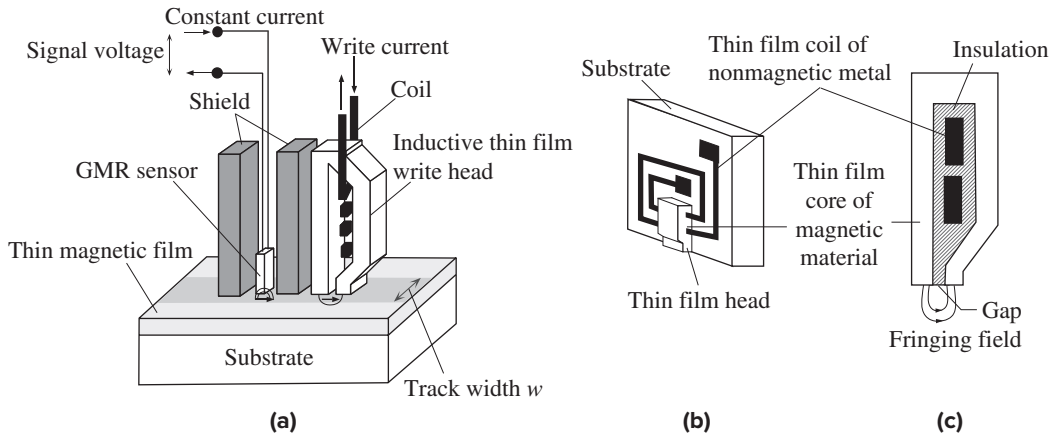 Constant current
Signal voltage
Write current
Shield
Coil
GMR sensor
Inductive thin film
write head
Thin magnetic film
Substrate
Track width w
(a)
Substrate
Thin film coil of
nonmagnetic metal
Thin film
core of
magnetic
material
Thin film head
(b)
Insulation
Gap
Fringing field
(c)